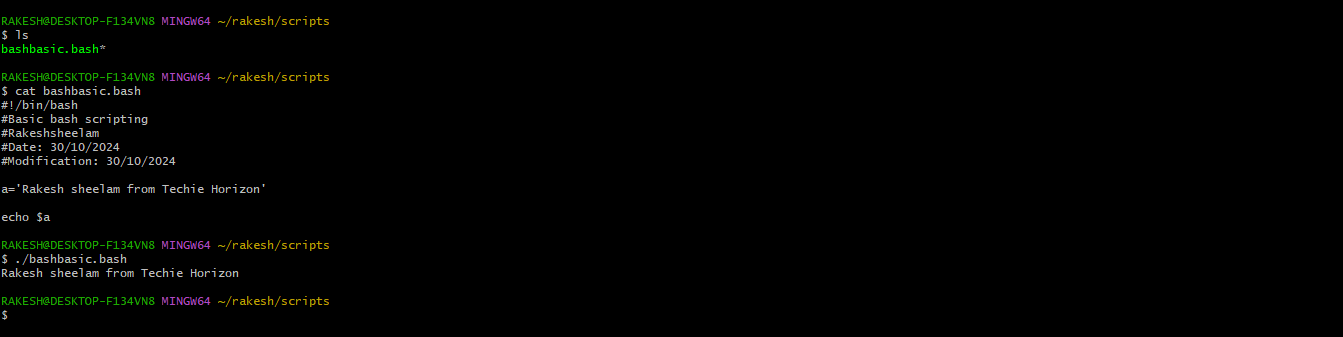 RAKESH@DESKTOP-F134VN8 MINGW64 ~/rakesh/scripts
$ ls
bashbasic.bash*
RAKESH@DESKTOP-F134VN8 MINGW64 ~/rakesh/scripts
$ cat bashbasic.bash
#!/bin/bash
#Basic bash scripting
#Rakeshsheelam
#Date: 30/10/2024
#Modification: 30/10/2024
a='Rakesh sheelam from Techie Horizon'
echo $a
RAKESH@DESKTOP-F134VN8 MINGW64 ~/rakesh/scripts
$ ./bashbasic.bash
Rakesh sheelam from Techie Horizon
RAKESH@DESKTOP-F134VN8 MINGW64 ~/rakesh/scripts
$